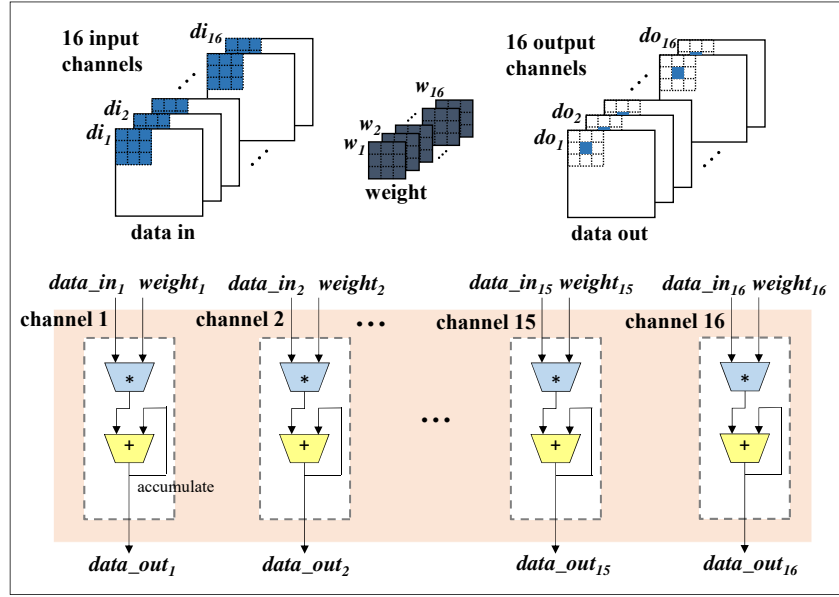 16 input
channels
di16
di2
di1
data in
w16
w2
w1
weight
16 output
channels
do16
do2
do1
data out
data_in1 weight1
data_in2 weight2
data_in15 weight15
data_in16 weight16
channel 1
channel 2
...
channel 15
channel 16
*
*
*
*
...
+
+
+
+
accumulate
data_out1
data_out2
data_out15
data_out16